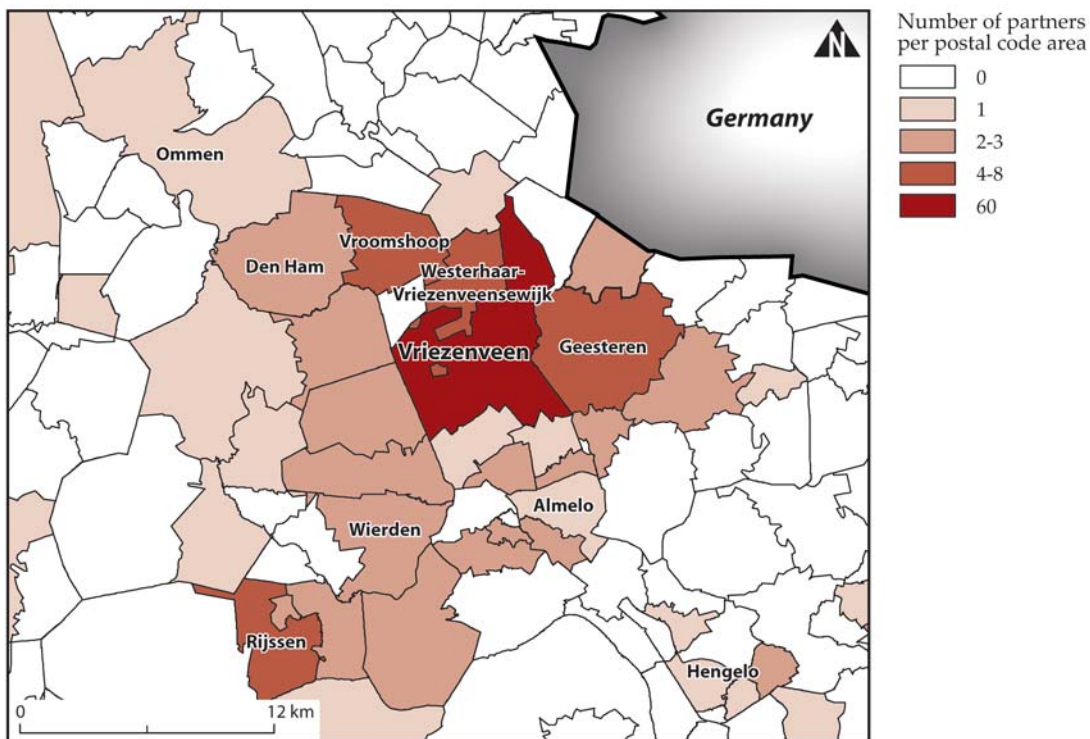 Number of partners
per postal code area
0
1
2-3
4-8
60
N
Germany
Ommen
Vroomshoop
Den Ham
Westerhaar-
Vriezenveensewijk
Vriezenveen
Geesteren
Almelo
Wierden
Rijssen
Hengelo
0
12 km